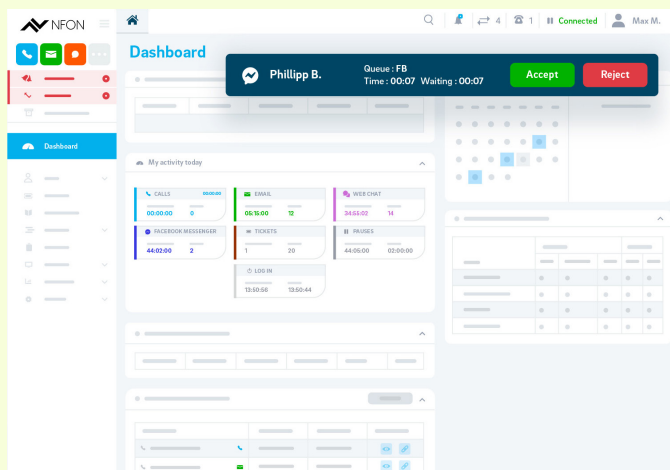 NFON
4
1
Connected
Max M.
Dashboard
Phillipp B.
Queue : FB
Time : 00:07 Waiting : 00:07
Accept
Reject
Dashboard
My activity today
CALLS 00:00:00
00:00:00 0
EMAIL
05:15:00 12
WEB CHAT
34:55:02 14
FACEBOOK MESSENGER
44:02:00 2
TICKETS
1 20
PAUSES
44:05:00 02:00:00
LOG IN
13:50:56 13:50:44